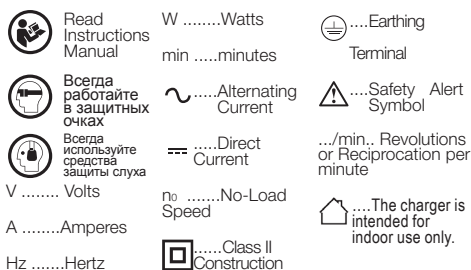 Read
Instructions
Manual
Всегда
работайте
в защитных
очках
Всегда
используйте
средства
защиты слуха
V ........ Volts
A ........Amperes
Hz .......Hertz
W ........Watts
min .....minutes
.....Alternating
Current
.....Direct
Current
n₀ .......No-Load
Speed
......Class II
Construction
....Earthing
Terminal
....Safety Alert
Symbol
.../min.. Revolutions
or Reciprocation per
minute
....The charger is
intended for
indoor use only.